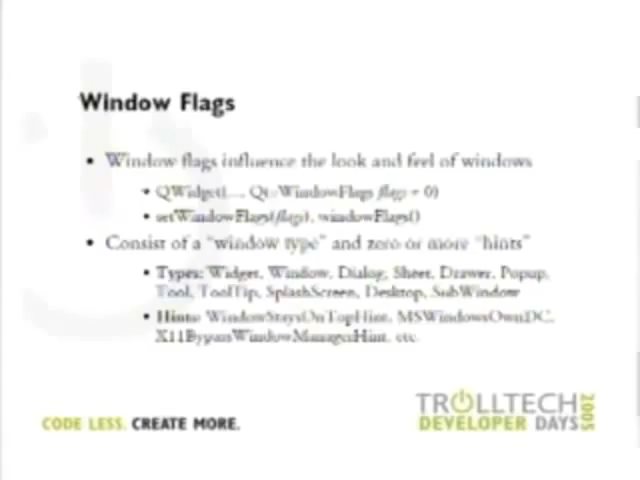 Window Flags
• Window flags influence the look and feel of windows
• QWidget(..., Qt::WindowFlags flags = 0)
• setWindowFlags(flags), windowFlags()
• Consist of a "window type" and zero or more "hints"
• Types: Widget, Window, Dialog, Sheet, Drawer, Popup,
Tool, ToolTip, SplashScreen, Desktop, SubWindow
• Hints: WindowStaysOnTopHint, MSWindowsOwnDC,
X11BypassWindowManagerHint, etc.
CODE LESS. CREATE MORE.
TROLLTECH
DEVELOPER DAYS 2005